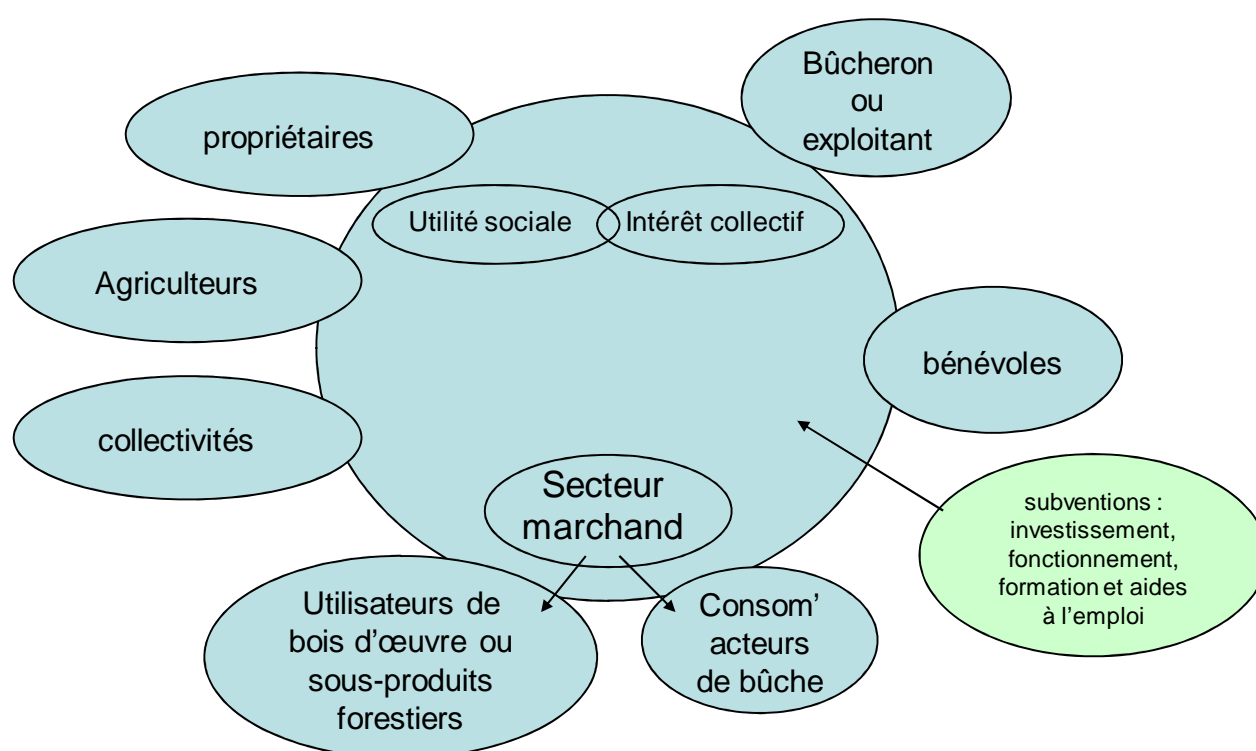 Bûcheron
ou
exploitant
propriétaires
Utilité sociale
Intérêt collectif
Agriculteurs
bénévoles
collectivités
Secteur
marchand
subventions :
investissement,
fonctionnement,
formation et aides
à l’emploi
Utilisateurs de
bois d’œuvre ou
sous-produits
forestiers
Consom’
acteurs
de bûche